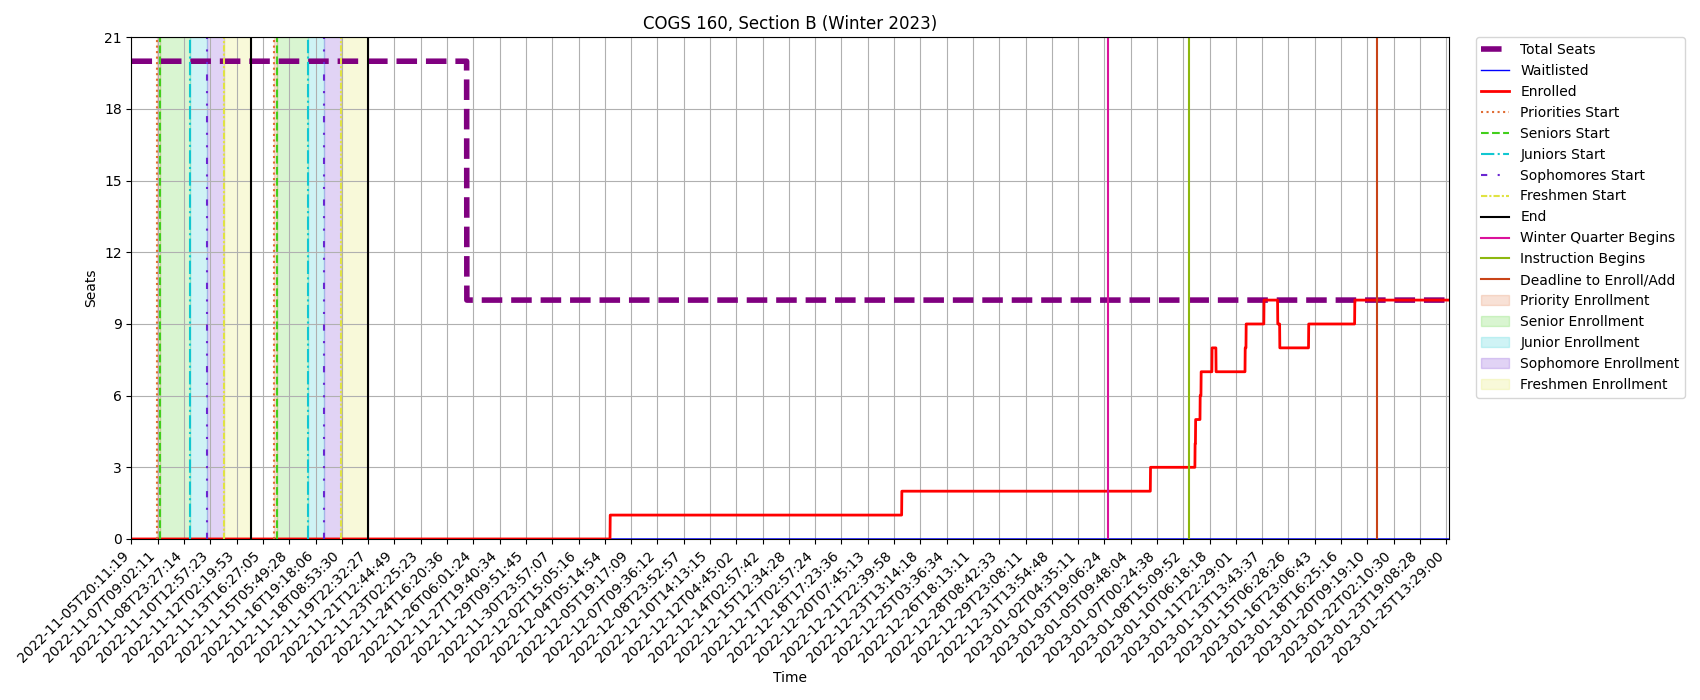 COGS 160, Section B (Winter 2023)
Seats
21
18
15
12
9
6
3
0
2022-11-05T20:11:19
2022-11-07T09:02:11
2022-11-08T23:27:14
2022-11-10T12:57:23
2022-11-12T02:19:53
2022-11-13T16:27:05
2022-11-15T05:49:28
2022-11-16T19:18:06
2022-11-18T08:53:30
2022-11-19T22:32:27
2022-11-21T12:44:49
2022-11-23T02:25:23
2022-11-24T16:20:36
2022-11-26T06:01:24
2022-11-27T19:40:34
2022-11-29T09:51:45
2022-11-30T23:57:07
2022-12-02T15:05:16
2022-12-04T05:14:54
2022-12-05T19:17:09
2022-12-07T09:36:12
2022-12-08T23:52:57
2022-12-10T14:13:15
2022-12-12T04:45:02
2022-12-14T02:57:42
2022-12-15T12:34:28
2022-12-17T02:57:24
2022-12-18T17:23:36
2022-12-20T07:45:13
2022-12-21T22:39:58
2022-12-23T13:14:18
2022-12-25T03:36:34
2022-12-26T18:13:11
2022-12-28T08:42:33
2022-12-29T23:08:11
2022-12-31T13:54:48
2023-01-02T04:35:11
2023-01-03T19:06:24
2023-01-05T09:48:04
2023-01-07T00:24:38
2023-01-08T15:09:52
2023-01-10T06:18:18
2023-01-11T22:29:01
2023-01-13T13:43:37
2023-01-15T06:28:26
2023-01-16T23:06:43
2023-01-18T16:25:16
2023-01-20T09:19:10
2023-01-22T02:10:30
2023-01-23T19:08:28
2023-01-25T13:29:00
Time
Total Seats
Waitlisted
Enrolled
Priorities Start
Seniors Start
Juniors Start
Sophomores Start
Freshmen Start
End
Winter Quarter Begins
Instruction Begins
Deadline to Enroll/Add
Priority Enrollment
Senior Enrollment
Junior Enrollment
Sophomore Enrollment
Freshmen Enrollment